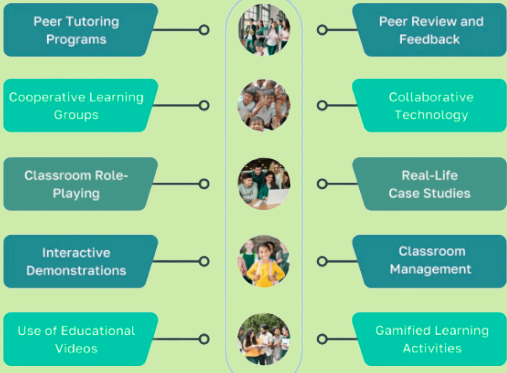 Peer Tutoring
Programs
Peer Review and
Feedback
Cooperative Learning
Groups
Collaborative
Technology
Classroom Role-
Playing
Real-Life
Case Studies
Interactive
Demonstrations
Classroom
Management
Use of Educational
Videos
Gamified Learning
Activities